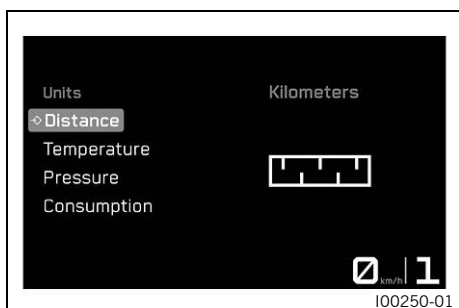 Units
Kilometers
Distance
Temperature
Pressure
Consumption
0 km/h 1
I00250-01